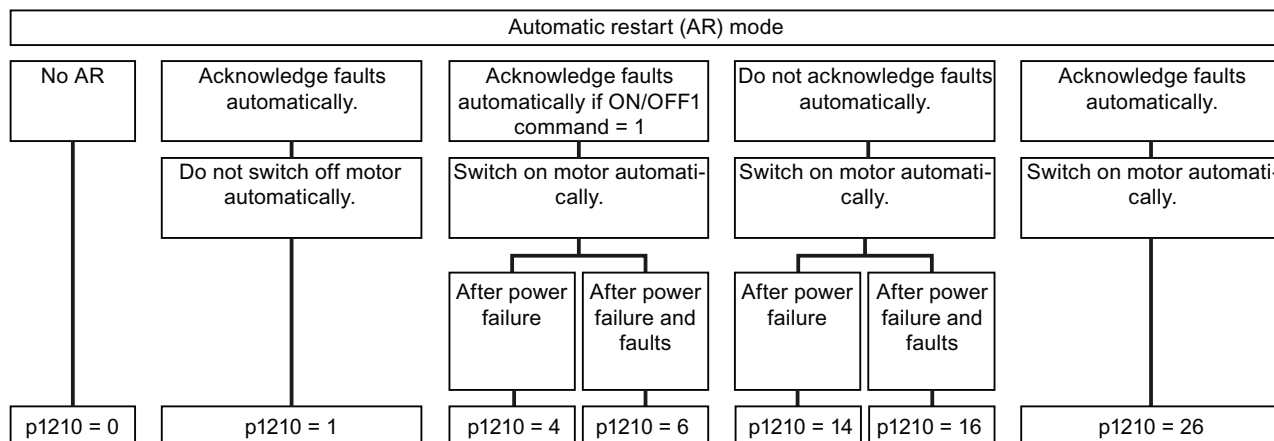 Automatic restart (AR) mode
No AR
Acknowledge faults
automatically.
Acknowledge faults
automatically if ON/OFF1
command = 1
Do not acknowledge faults
automatically.
Acknowledge faults
automatically.
Do not switch off motor
automatically.
Switch on motor automati-
cally.
Switch on motor automati-
cally.
Switch on motor automati-
cally.
After power
failure
After power
failure and
faults
After power
failure
After power
failure and
faults
p1210 = 0
p1210 = 1
p1210 = 4
p1210 = 6
p1210 = 14
p1210 = 16
p1210 = 26